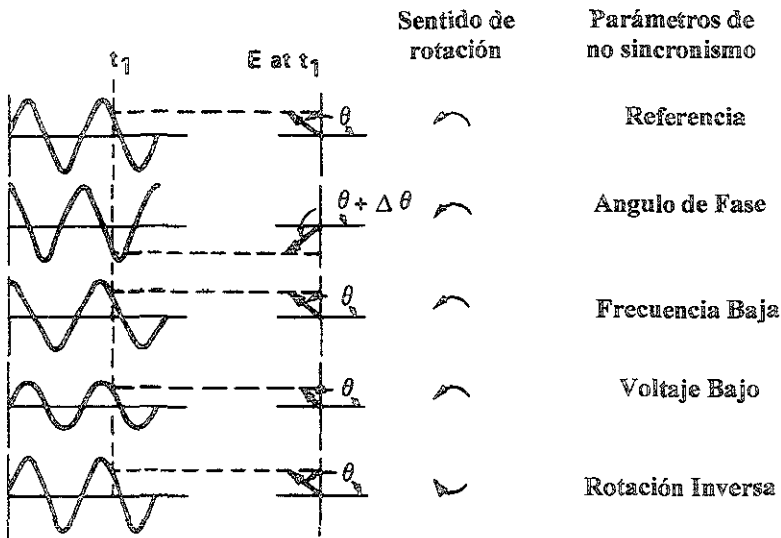 Sentido de rotación
Parámetros de no sincronismo
t1
E at t1
θ
Referencia
θ + Δ θ
Angulo de Fase
θ
Frecuencia Baja
θ
Voltaje Bajo
θ
Rotación Inversa